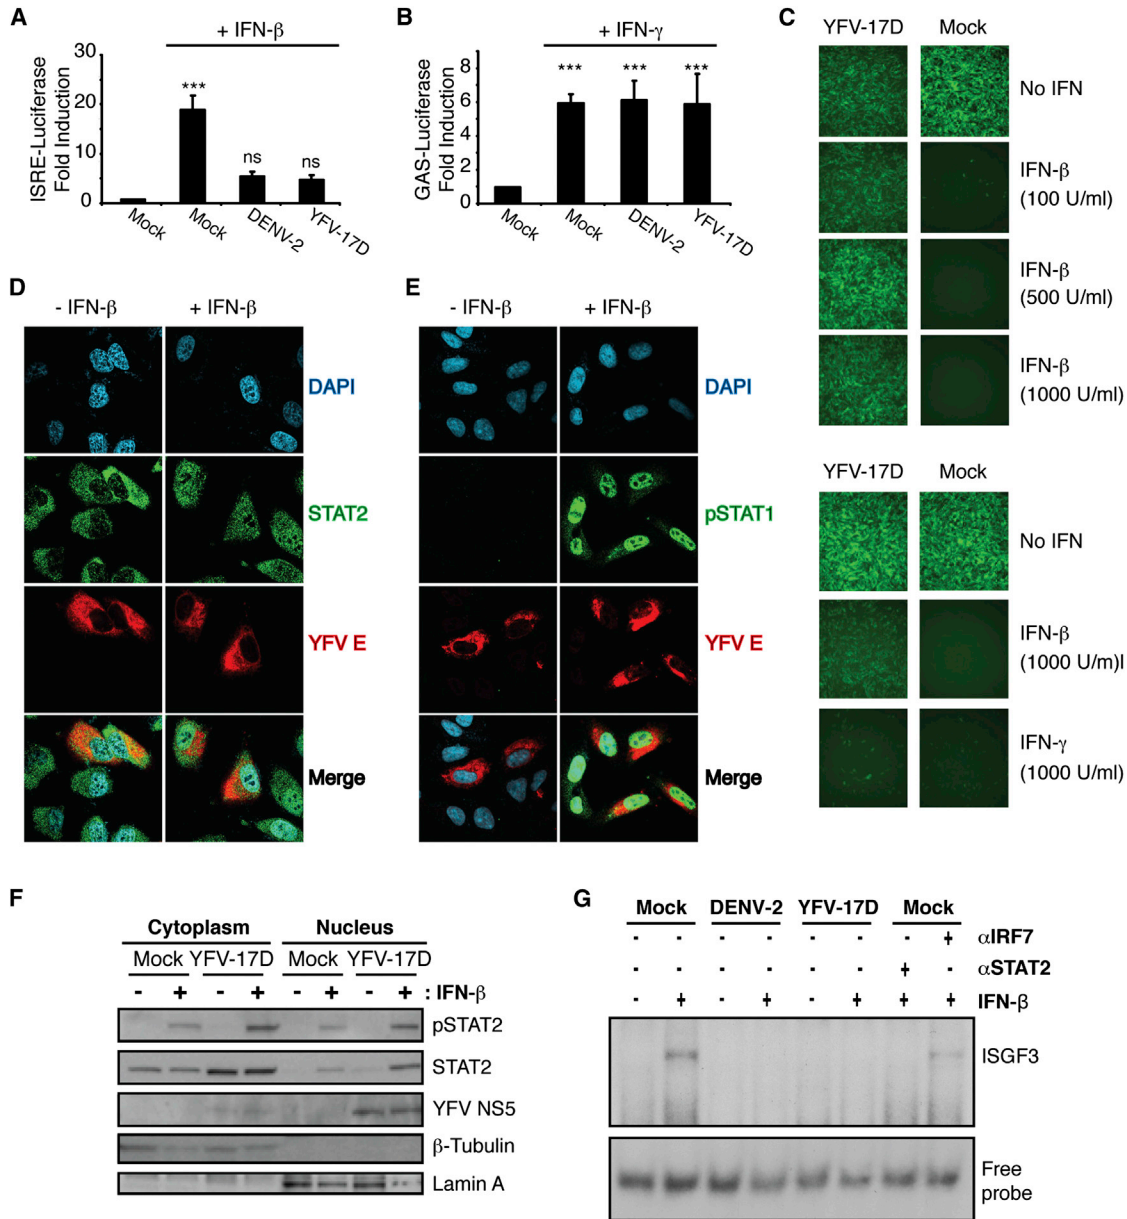 A
+ IFN-β
ISRE-Luciferase
Fold Induction
30
20
10
0
***
ns
ns
Mock
Mock
DENV-2
YFV-17D
B
+ IFN-γ
GAS-Luciferase
Fold Induction
8
6
4
2
0
***
***
***
Mock
Mock
DENV-2
YFV-17D
C
YFV-17D Mock
No IFN
IFN-β
(100 U/ml)
IFN-β
(500 U/ml)
IFN-β
(1000 U/ml)
YFV-17D Mock
No IFN
IFN-β
(1000 U/m)l
IFN-γ
(1000 U/ml)
D
- IFN-β + IFN-β
DAPI
STAT2
YFV E
Merge
E
- IFN-β + IFN-β
DAPI
pSTAT1
YFV E
Merge
F
Cytoplasm Nucleus
Mock YFV-17D Mock YFV-17D
- + - + - + - + : IFN-β
pSTAT2
STAT2
YFV NS5
β-Tubulin
Lamin A
G
Mock DENV-2 YFV-17D Mock
- - - - - - - + αIRF7
- - - - - - + - αSTAT2
- + - + - + + + IFN-β
ISGF3
Free
probe